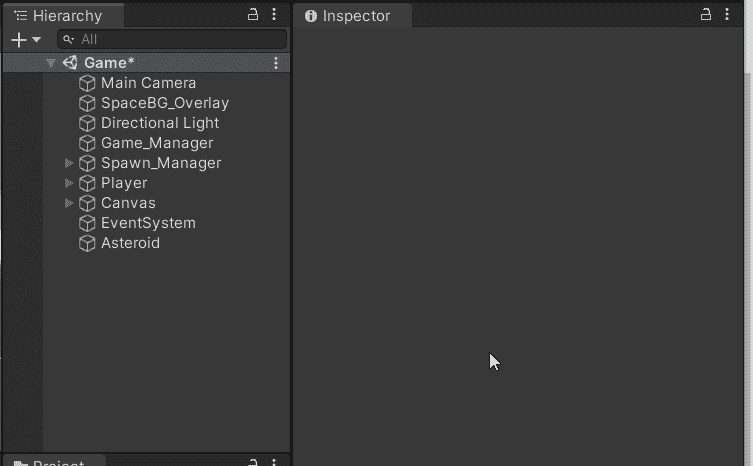 Hierarchy
Inspector
All
Game*
Main Camera
SpaceBG_Overlay
Directional Light
Game_Manager
Spawn_Manager
Player
Canvas
EventSystem
Asteroid
Project